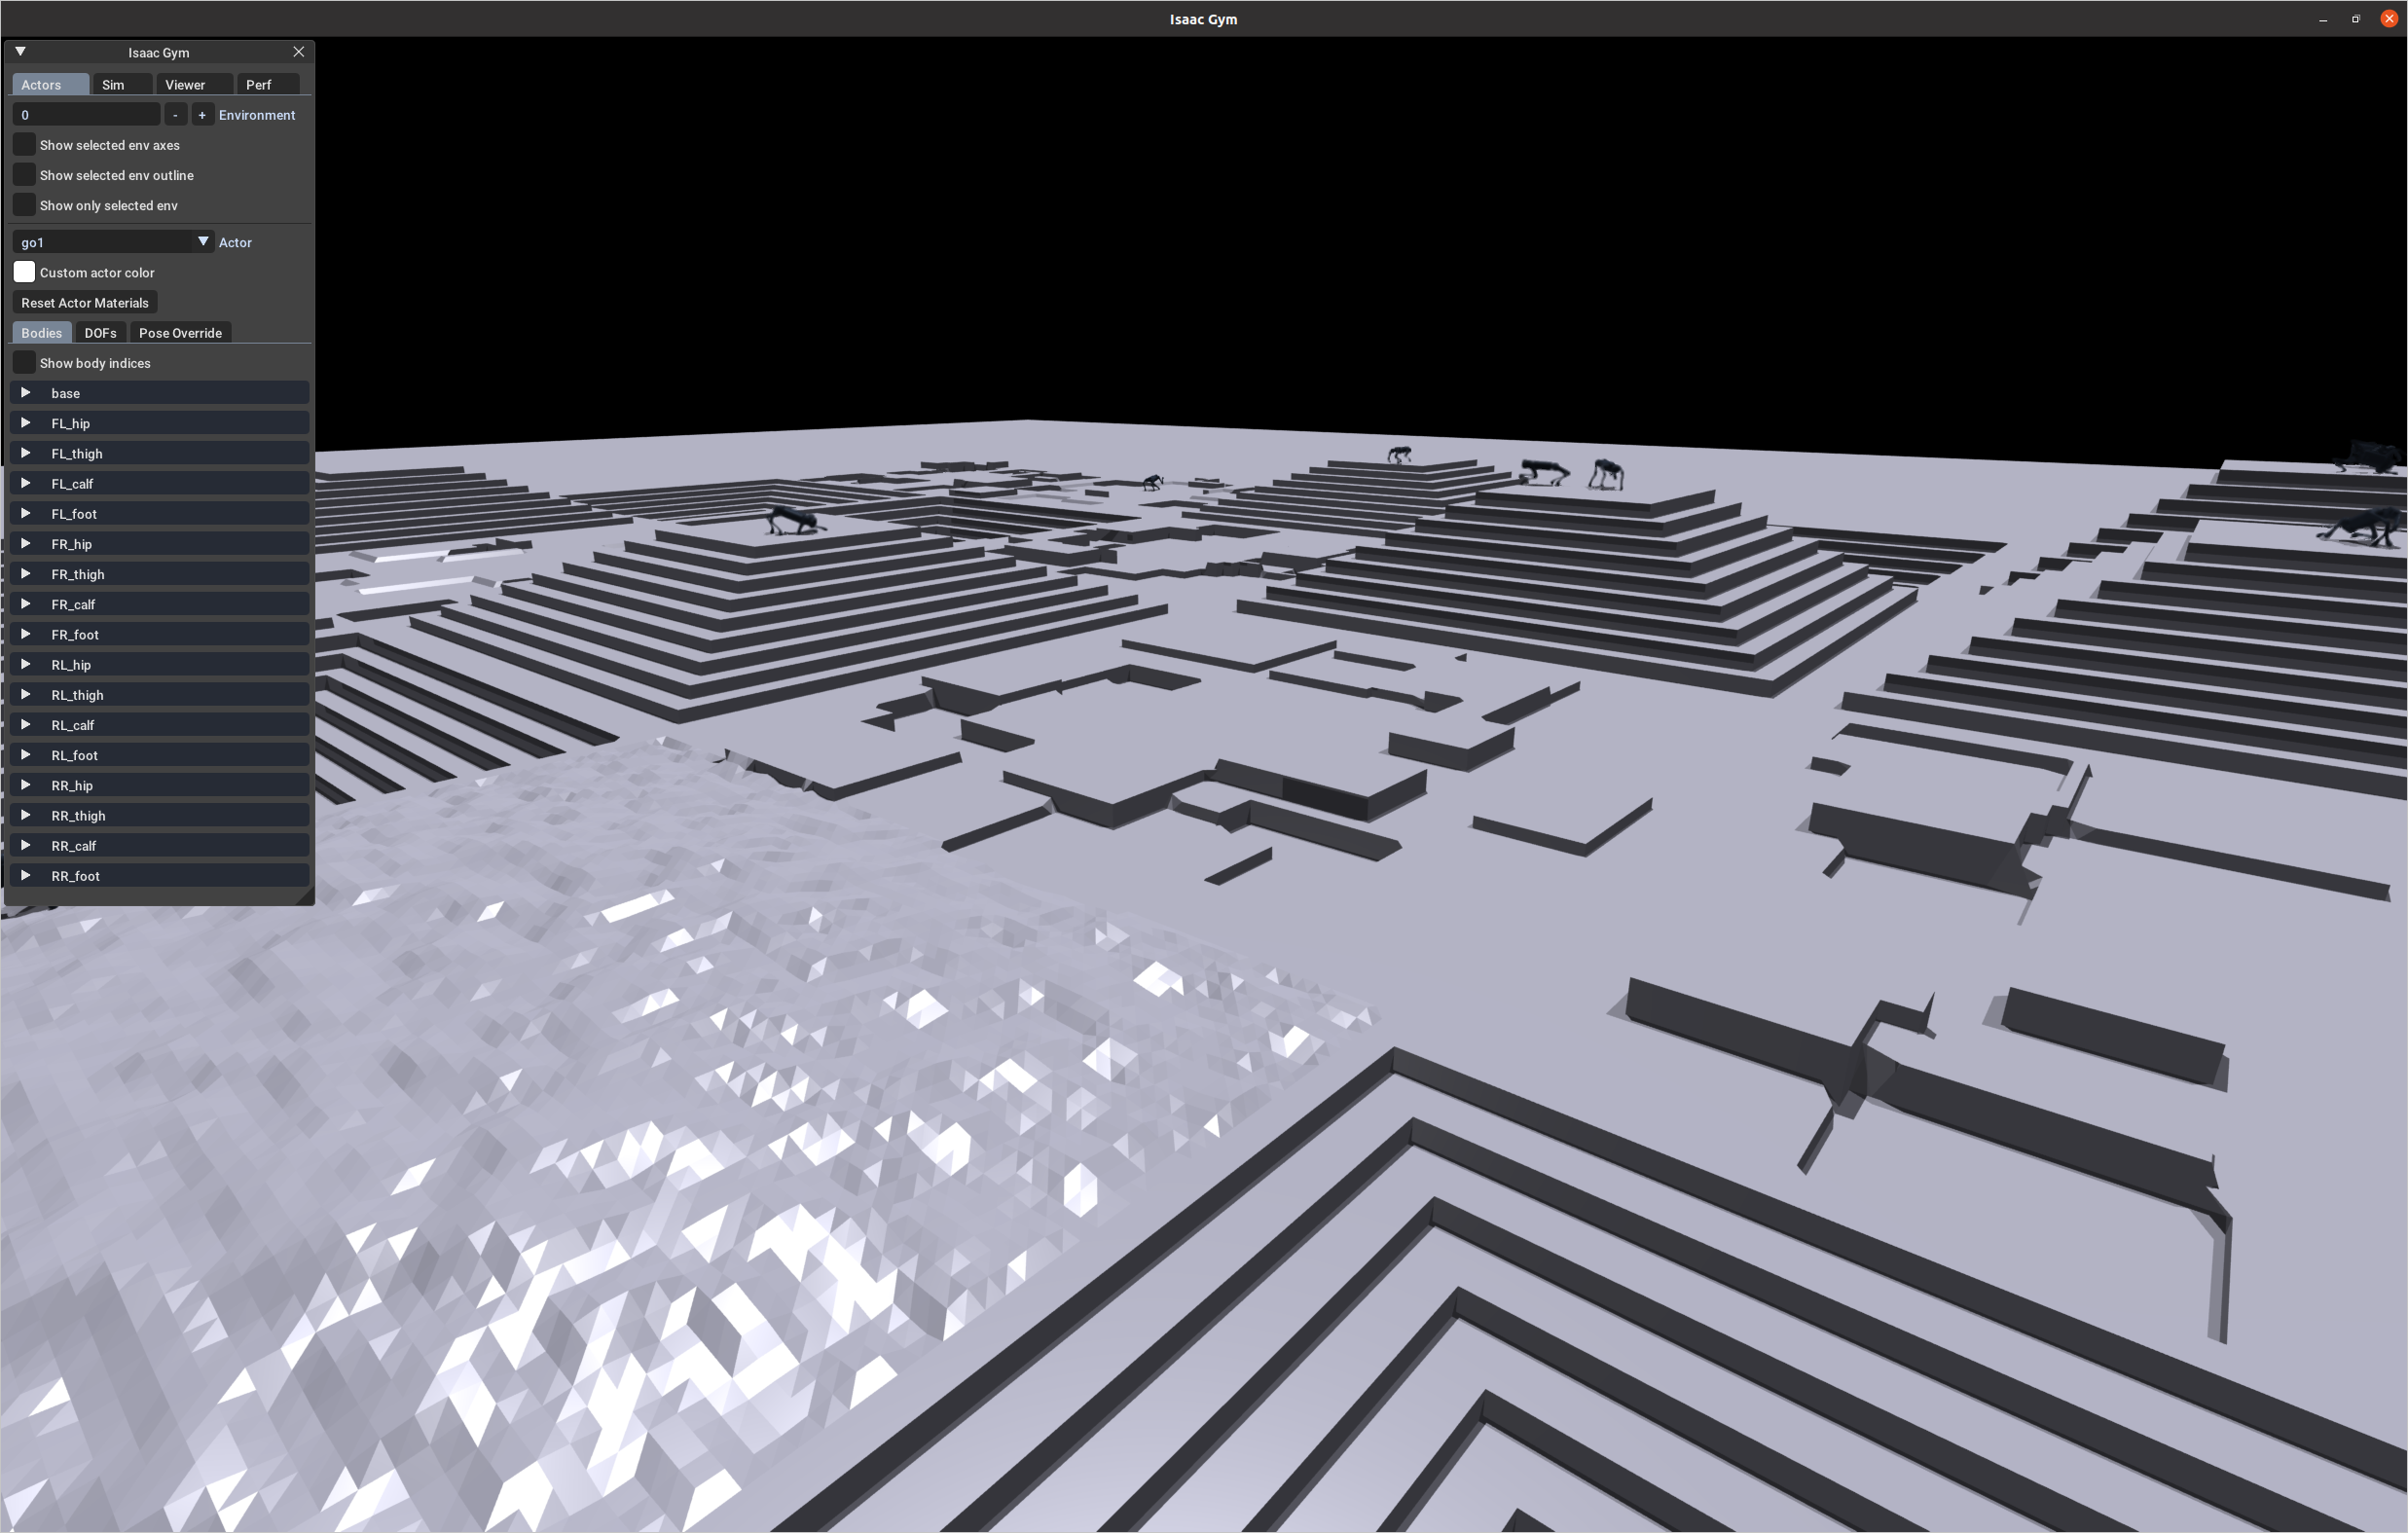 Isaac Gym
Isaac Gym
Actors Sim Viewer Perf
0 - + Environment
Show selected env axes
Show selected env outline
Show only selected env
go1 Actor
Custom actor color
Reset Actor Materials
Bodies DOFs Pose Override
Show body indices
base
FL_hip
FL_thigh
FL_calf
FL_foot
FR_hip
FR_thigh
FR_calf
FR_foot
RL_hip
RL_thigh
RL_calf
RL_foot
RR_hip
RR_thigh
RR_calf
RR_foot